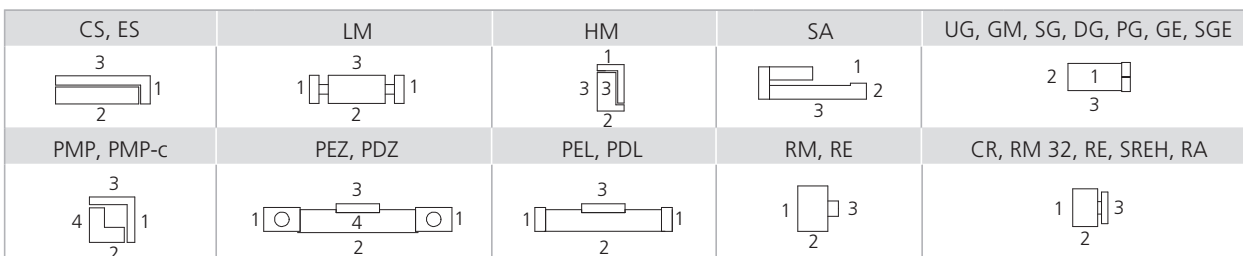 CS, ES LM HM SA UG, GM, SG, DG, PG, GE, SGE
3 1 2
3 1 1 2
1 3 3 2
1 2 3
2 1 3
PMP, PMP-c PEZ, PDZ PEL, PDL RM, RE CR, RM 32, RE, SREH, RA
3 4 1 2
3 1 4 1 2
3 1 1 2
1 3 2
1 3 2